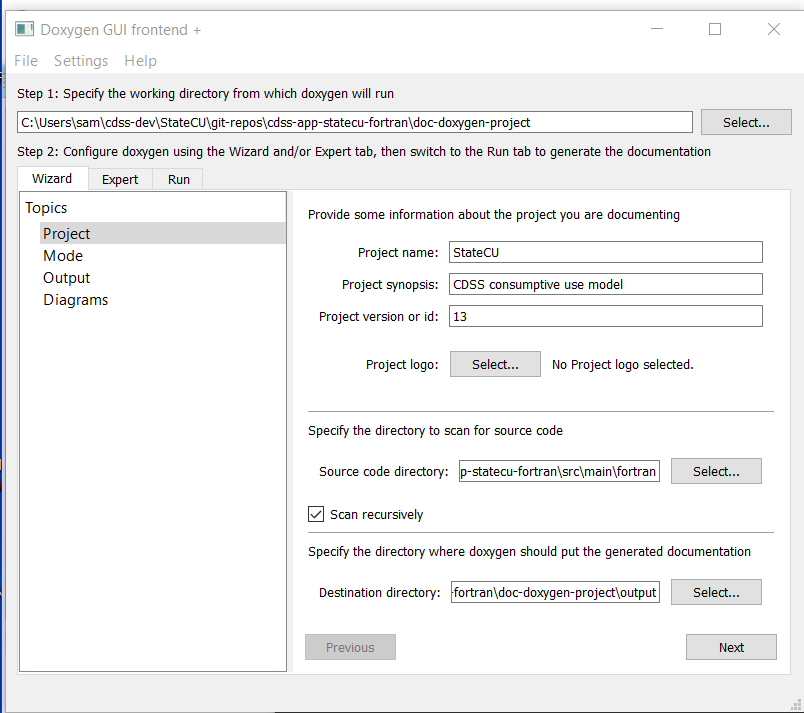 Doxygen GUI frontend +
File Settings Help
Step 1: Specify the working directory from which doxygen will run
C:\Users\sam\cdss-dev\StateCU\git-repos\cdss-app-statecu-fortran\doc-doxygen-project Select...
Step 2: Configure doxygen using the Wizard and/or Expert tab, then switch to the Run tab to generate the documentation
Wizard Expert Run
Topics
Project
Mode
Output
Diagrams
Provide some information about the project you are documenting
Project name: StateCU
Project synopsis: CDSS consumptive use model
Project version or id: 13
Project logo: Select... No Project logo selected.
Specify the directory to scan for source code
Source code directory: p-statecu-fortran\src\main\fortran Select...
Scan recursively
Specify the directory where doxygen should put the generated documentation
Destination directory: -fortran\doc-doxygen-project\output Select...
Previous Next